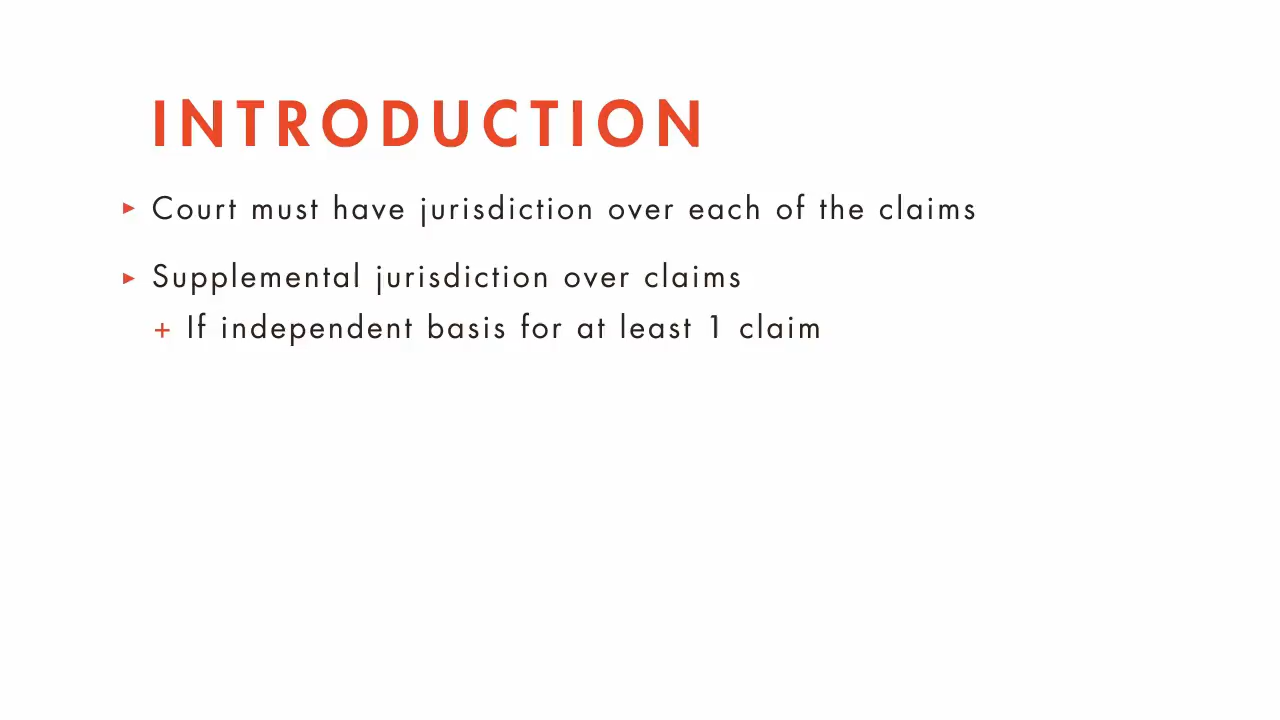 INTRODUCTION
▸ Court must have jurisdiction over each of the claims
▸ Supplemental jurisdiction over claims
+ If independent basis for at least 1 claim